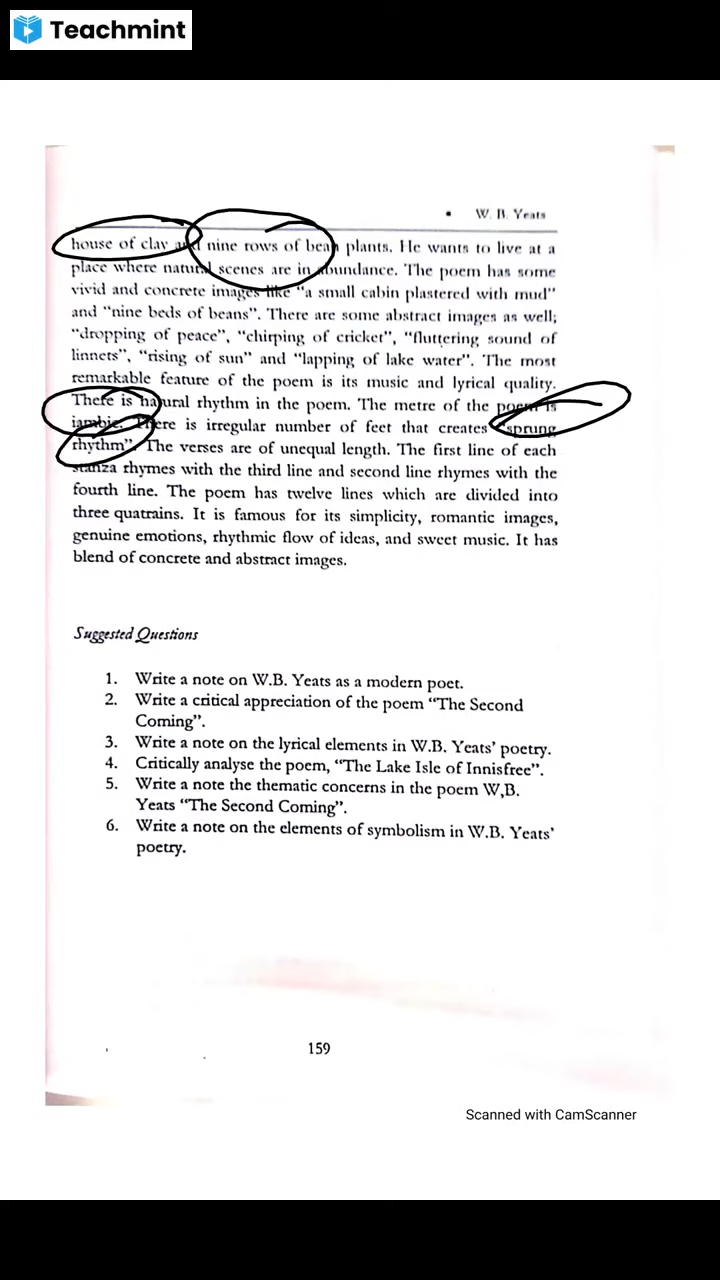 Teachmint
• W. B. Yeats
house of clay and nine rows of bean plants. He wants to live at a
place where natural scenes are in abundance. The poem has some
vivid and concrete images like "a small cabin plastered with mud"
and "nine beds of beans". There are some abstract images as well;
"dropping of peace", "chirping of cricket", "fluttering sound of
linnets", "rising of sun" and "lapping of lake water". The most
remarkable feature of the poem is its music and lyrical quality.
There is natural rhythm in the poem. The metre of the poem is
iambic. There is irregular number of feet that creates "sprung
rhythm". The verses are of unequal length. The first line of each
stanza rhymes with the third line and second line rhymes with the
fourth line. The poem has twelve lines which are divided into
three quatrains. It is famous for its simplicity, romantic images,
genuine emotions, rhythmic flow of ideas, and sweet music. It has
blend of concrete and abstract images.
Suggested Questions
1. Write a note on W.B. Yeats as a modern poet.
2. Write a critical appreciation of the poem "The Second
Coming".
3. Write a note on the lyrical elements in W.B. Yeats' poetry.
4. Critically analyse the poem, "The Lake Isle of Innisfree".
5. Write a note the thematic concerns in the poem W,B.
Yeats "The Second Coming".
6. Write a note on the elements of symbolism in W.B. Yeats'
poetry.
159
Scanned with CamScanner